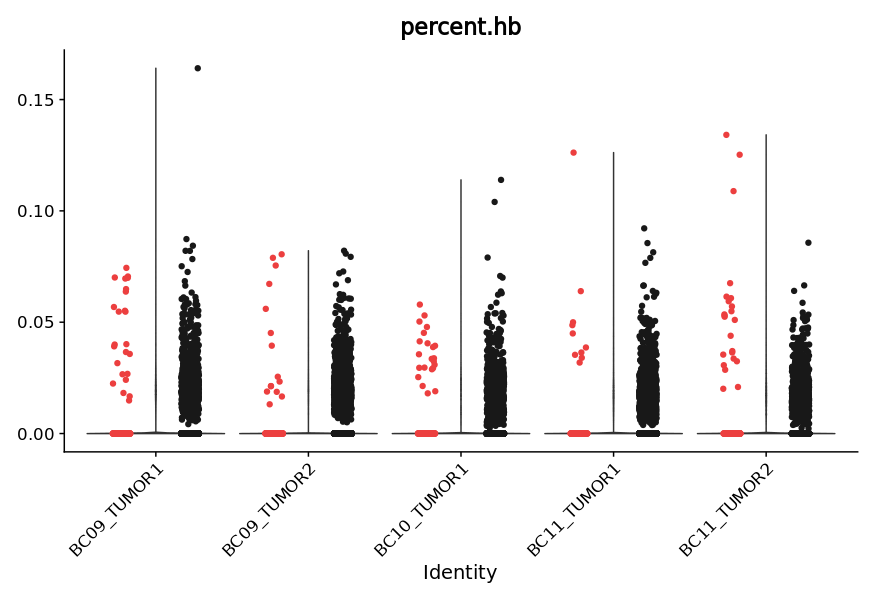 percent.hb
0.15
0.10
0.05
0.00
BC09_TUMOR1
BC09_TUMOR2
BC10_TUMOR1
BC11_TUMOR1
BC11_TUMOR2
Identity